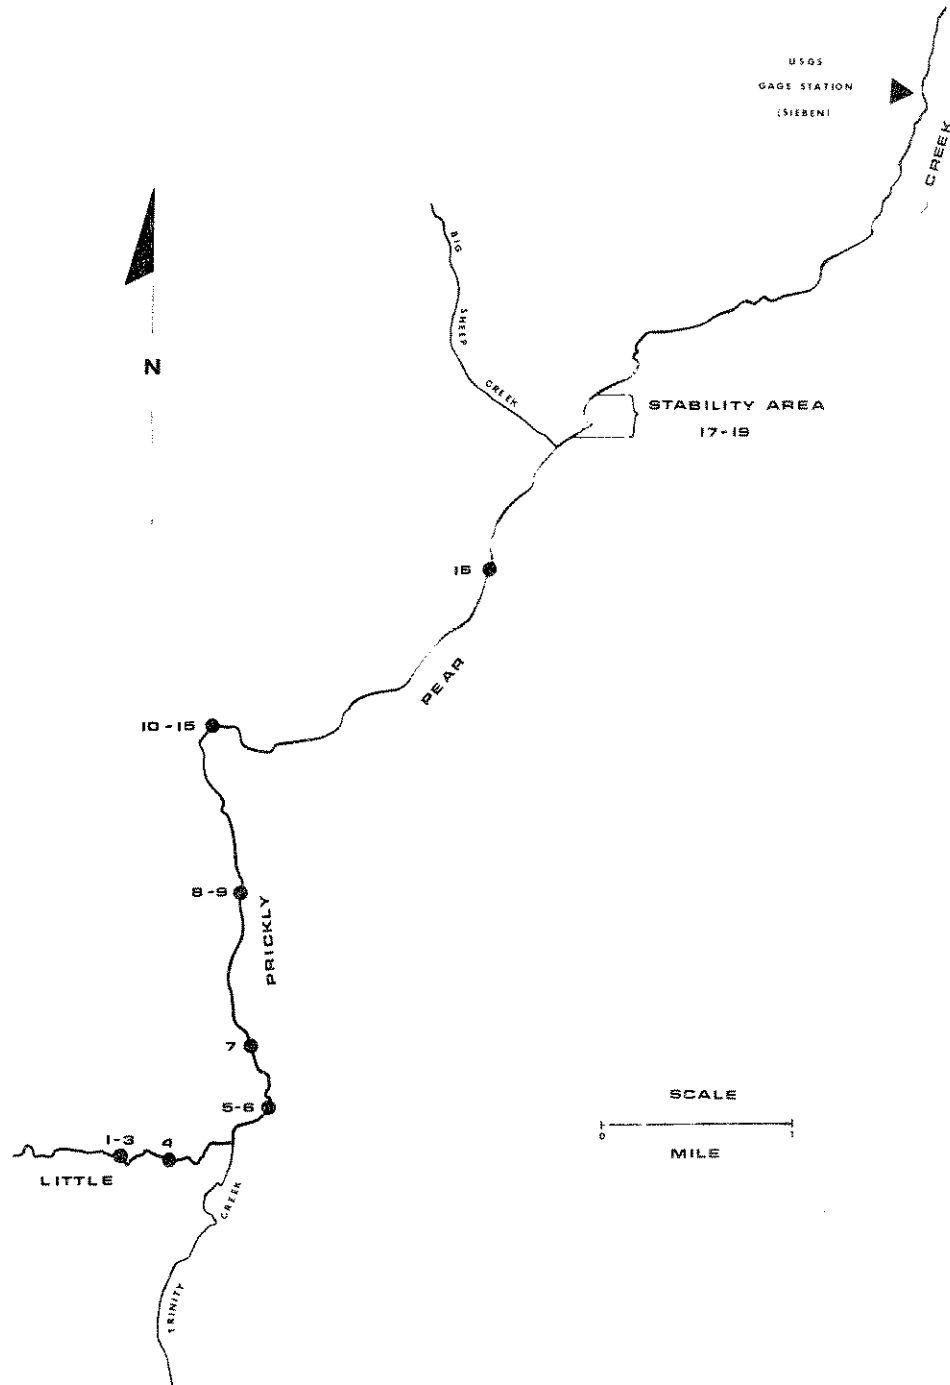 USGS
GAGE STATION
(SIEBEN)
CREEK
BIG
SHEEP
CREEK
N
STABILITY AREA
17-19
16
PEAR
10-15
8-9
PRICKLY
7
5-6
SCALE
0 1
MILE
1-3
4
LITTLE
CREEK
TRINITY